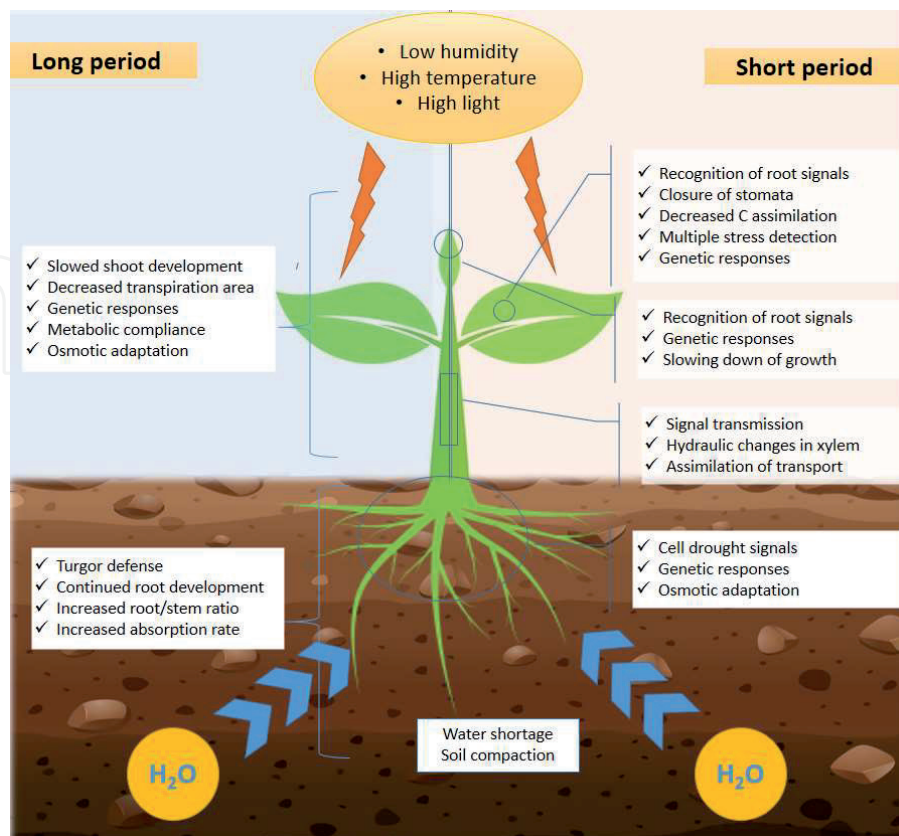 Long period
• Low humidity
• High temperature
• High light
Short period
✓ Slowed shoot development
✓ Decreased transpiration area
✓ Genetic responses
✓ Metabolic compliance
✓ Osmotic adaptation
✓ Recognition of root signals
✓ Closure of stomata
✓ Decreased C assimilation
✓ Multiple stress detection
✓ Genetic responses
✓ Recognition of root signals
✓ Genetic responses
✓ Slowing down of growth
✓ Signal transmission
✓ Hydraulic changes in xylem
✓ Assimilation of transport
✓ Turgor defense
✓ Continued root development
✓ Increased root/stem ratio
✓ Increased absorption rate
✓ Cell drought signals
✓ Genetic responses
✓ Osmotic adaptation
Water shortage
Soil compaction
H₂O
H₂O